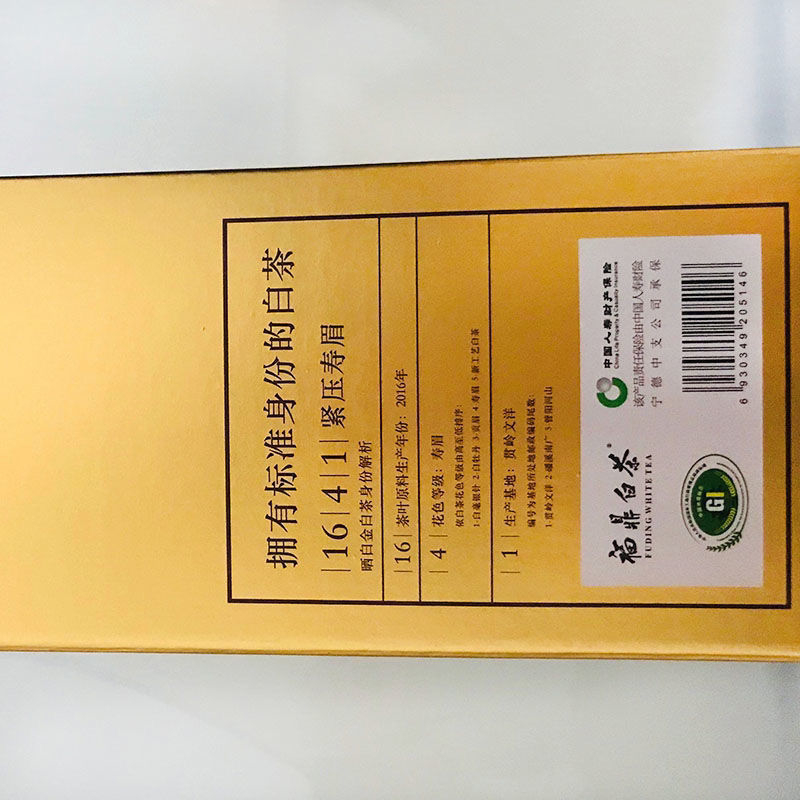 拥有标准身份的白茶
|16|4|1|紧压寿眉
晒白金白茶身份解析
|16|茶叶原料生产年份：2016年
|4|花色等级：寿眉
依白茶花色等级由高至低排序：
1·白毫银针 2·白牡丹 3·贡眉 4·寿眉 5·新工艺白茶
|1|生产基地：贯岭文洋
编号为基地所处地邮政编码尾数：
1·贯岭文洋 2·磻溪南广 3·管阳河山
福鼎白茶®
FUDING WHITE TEA
GI
中国人寿财产保险
China Life Property & Casualty Insurance
该产品责任保险由中国人寿财险
宁德中支公司承保
6 930349 205146